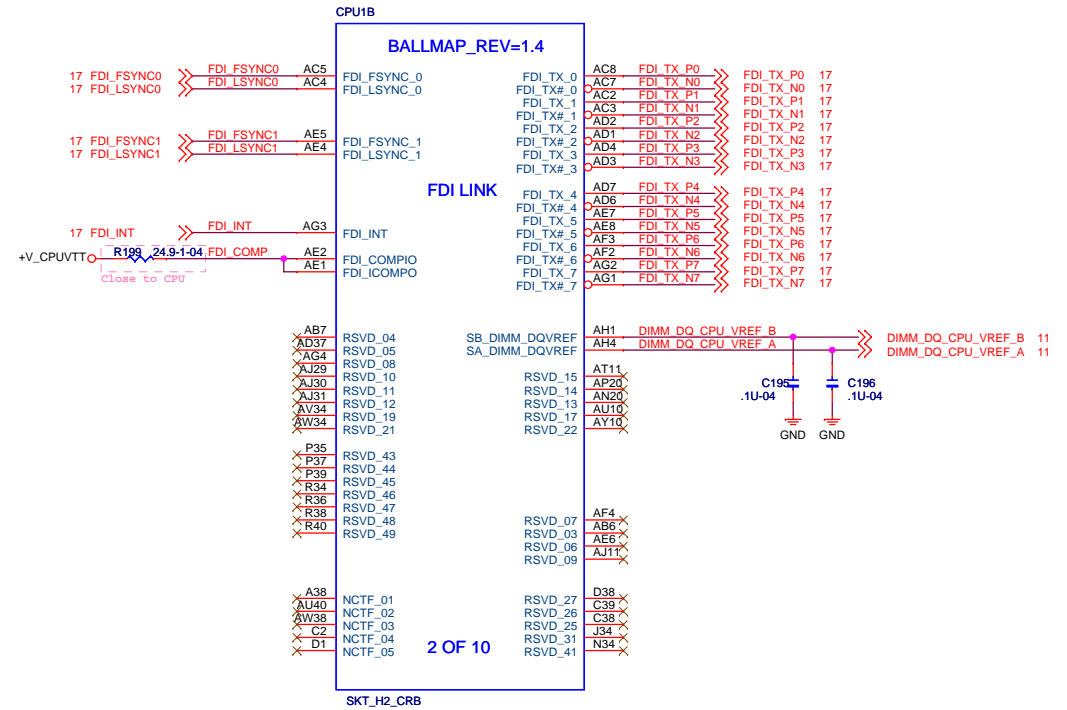 CPU1B
BALLMAP_REV=1.4
17 FDI_FSYNC0 FDI_FSYNC0 AC5 FDI_FSYNC_0
17 FDI_LSYNC0 FDI_LSYNC0 AC4 FDI_LSYNC_0
17 FDI_FSYNC1 FDI_FSYNC1 AE5 FDI_FSYNC_1
17 FDI_LSYNC1 FDI_LSYNC1 AE4 FDI_LSYNC_1
17 FDI_INT FDI_INT AG3 FDI_INT
+V_CPUVTT R199 24.9-1-04 FDI_COMP AE2 FDI_COMPIO
AE1 FDI_ICOMPO
Close to CPU
FDI_TX_0 AC8 FDI_TX_P0 FDI_TX_P0 17
FDI_TX#_0 AC7 FDI_TX_N0 FDI_TX_N0 17
FDI_TX_1 AC2 FDI_TX_P1 FDI_TX_P1 17
FDI_TX#_1 AC3 FDI_TX_N1 FDI_TX_N1 17
FDI_TX_2 AD2 FDI_TX_P2 FDI_TX_P2 17
FDI_TX#_2 AD1 FDI_TX_N2 FDI_TX_N2 17
FDI_TX_3 AD4 FDI_TX_P3 FDI_TX_P3 17
FDI_TX#_3 AD3 FDI_TX_N3 FDI_TX_N3 17
FDI LINK
FDI_TX_4 AD7 FDI_TX_P4 FDI_TX_P4 17
FDI_TX#_4 AD6 FDI_TX_N4 FDI_TX_N4 17
FDI_TX_5 AE7 FDI_TX_P5 FDI_TX_P5 17
FDI_TX#_5 AE8 FDI_TX_N5 FDI_TX_N5 17
FDI_TX_6 AF3 FDI_TX_P6 FDI_TX_P6 17
FDI_TX#_6 AF2 FDI_TX_N6 FDI_TX_N6 17
FDI_TX_7 AG2 FDI_TX_P7 FDI_TX_P7 17
FDI_TX#_7 AG1 FDI_TX_N7 FDI_TX_N7 17
AB7 RSVD_04
AD37 RSVD_05
AG4 RSVD_08
AJ29 RSVD_10
AJ30 RSVD_11
AJ31 RSVD_12
AV34 RSVD_19
AW34 RSVD_21
P35 RSVD_43
P37 RSVD_44
P39 RSVD_45
R34 RSVD_46
R36 RSVD_47
R38 RSVD_48
R40 RSVD_49
A38 NCTF_01
AU40 NCTF_02
AW38 NCTF_03
C2 NCTF_04
D1 NCTF_05
SB_DIMM_DQVREF AH1 DIMM_DQ_CPU_VREF_B DIMM_DQ_CPU_VREF_B 11
SA_DIMM_DQVREF AH4 DIMM_DQ_CPU_VREF_A DIMM_DQ_CPU_VREF_A 11
RSVD_15 AT11
RSVD_14 AP20
RSVD_13 AN20
RSVD_17 AU10
RSVD_22 AY10
C195 C196
.1U-04 .1U-04
GND GND
RSVD_07 AF4
RSVD_03 AB6
RSVD_06 AE6
RSVD_09 AJ11
RSVD_27 D38
RSVD_26 C39
RSVD_25 C38
RSVD_31 J34
RSVD_41 N34
2 OF 10
SKT_H2_CRB